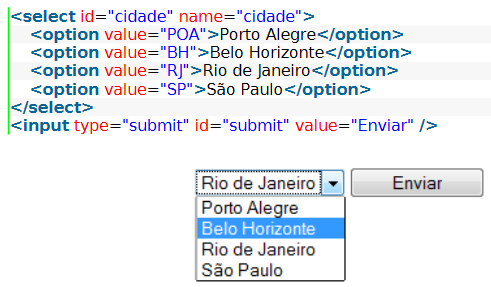 <select id="cidade" name="cidade">
<option value="POA">Porto Alegre</option>
<option value="BH">Belo Horizonte</option>
<option value="RJ">Rio de Janeiro</option>
<option value="SP">São Paulo</option>
</select>
<input type="submit" id="submit" value="Enviar" />
Rio de Janeiro Enviar
Porto Alegre
Belo Horizonte
Rio de Janeiro
São Paulo